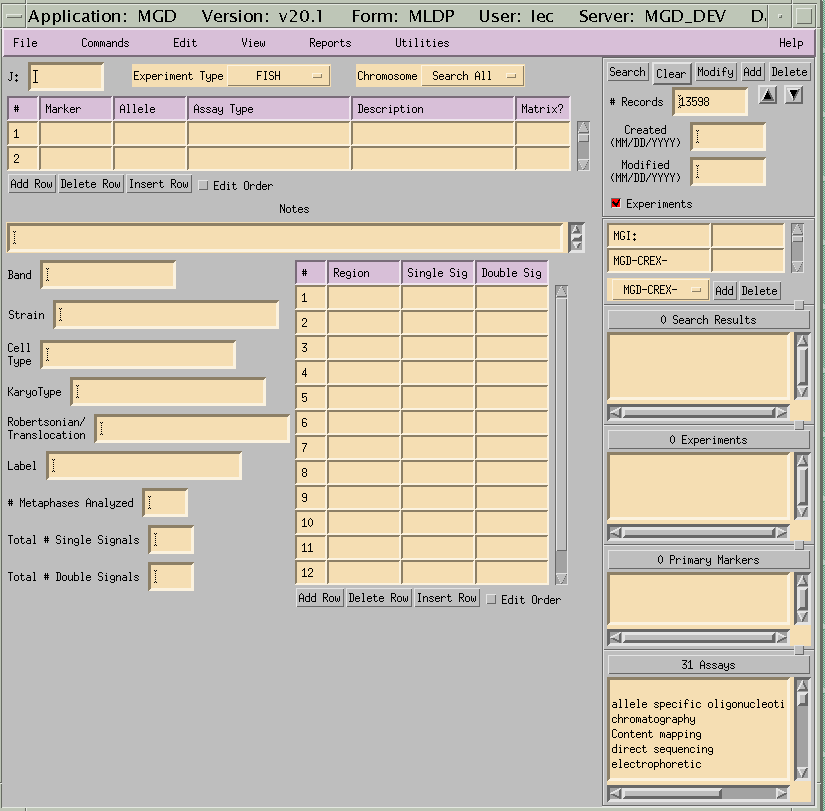 Application: MGD Version: v20.1 Form: MLDP User: lec Server: MGD_DEV
File Commands Edit View Reports Utilities Help
J: Experiment Type FISH Chromosome Search All
# Marker Allele Assay Type Description Matrix?
1
2
Add Row Delete Row Insert Row Edit Order
Notes
Band
Strain
Cell
Type
KaryoType
Robertsonian/
Translocation
Label
# Metaphases Analyzed
Total # Single Signals
Total # Double Signals
# Region Single Sig Double Sig
1
2
3
4
5
6
7
8
9
10
11
12
Add Row Delete Row Insert Row Edit Order
Search Clear Modify Add Delete
# Records 13598
Created
(MM/DD/YYYY)
Modified
(MM/DD/YYYY)
Experiments
MGI:
MGD-CREX-
MGD-CREX- Add Delete
0 Search Results
0 Experiments
0 Primary Markers
31 Assays
allele specific oligonucleoti
chromatography
Content mapping
direct sequencing
electrophoretic